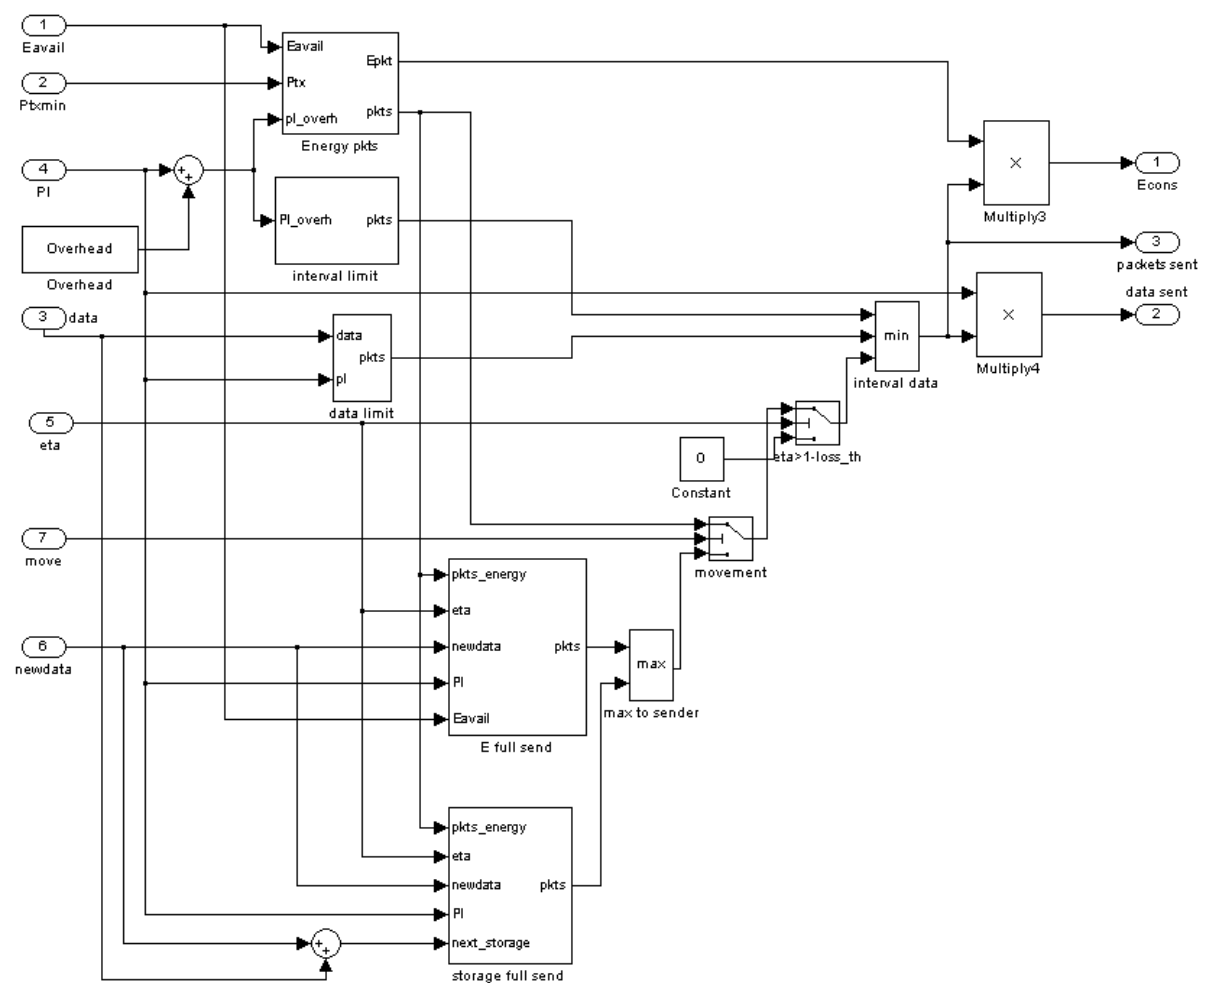 1
Eavail
2
Ptxmin
4
Pl
Overhead
Overhead
3
data
5
eta
7
move
6
newdata
Eavail
Ptx
pl_overh
Epkt
pkts
Energy pkts
+
+
Pl_overh
pkts
interval limit
data
pl
pkts
data limit
0
Constant
eta>1-loss_th
movement
min
interval data
×
Multiply3
×
Multiply4
1
Econs
3
packets sent
data sent
2
pkts_energy
eta
newdata
Pl
Eavail
pkts
E full send
max
max to sender
pkts_energy
eta
newdata
Pl
next_storage
pkts
storage full send
+
+